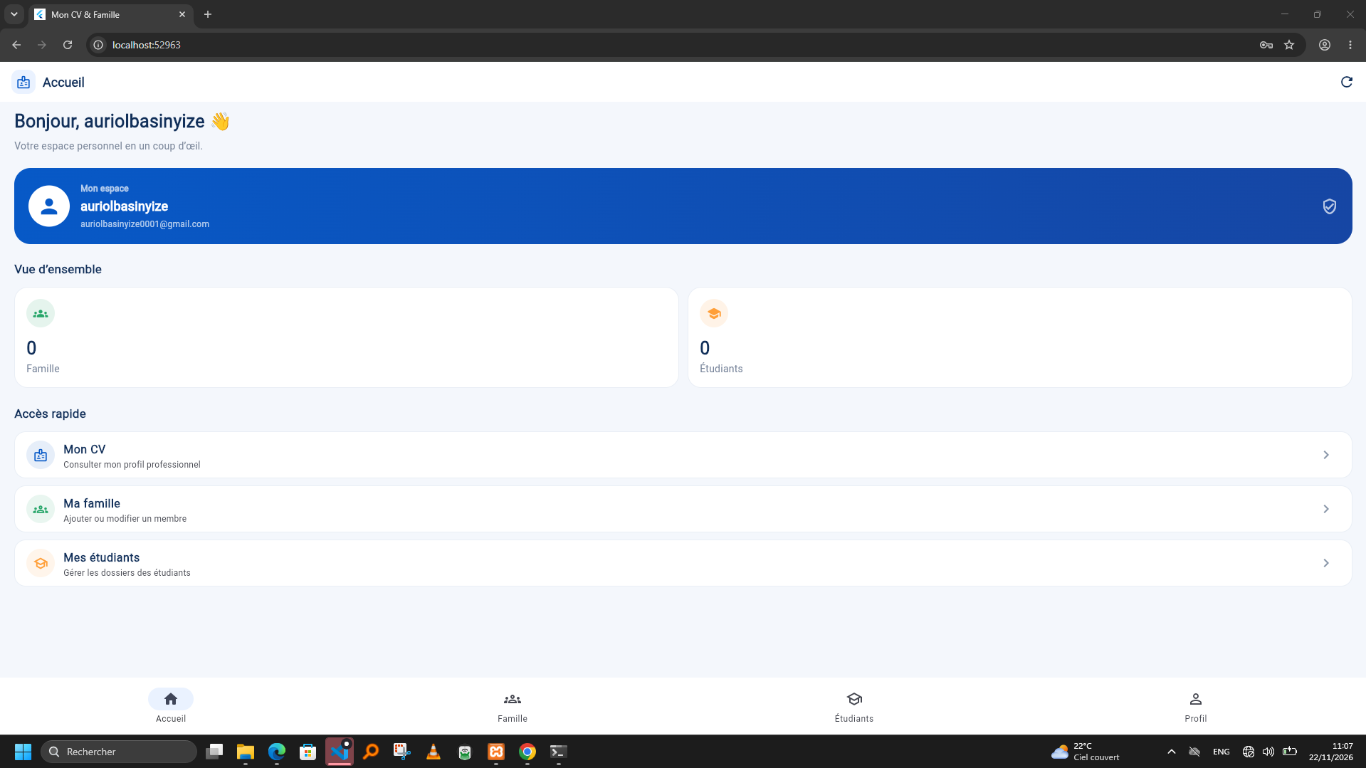 Mon CV & Famille
localhost:52963
Accueil
Bonjour, auriolbasinyize 👋
Votre espace personnel en un coup d’œil.
Mon espace
auriolbasinyize
auriolbasinyize0001@gmail.com
Vue d’ensemble
0
Famille
0
Étudiants
Accès rapide
Mon CV
Consulter mon profil professionnel
Ma famille
Ajouter ou modifier un membre
Mes étudiants
Gérer les dossiers des étudiants
Accueil
Famille
Étudiants
Profil
Rechercher
22°C
Ciel couvert
ENG
11:07
22/11/2026